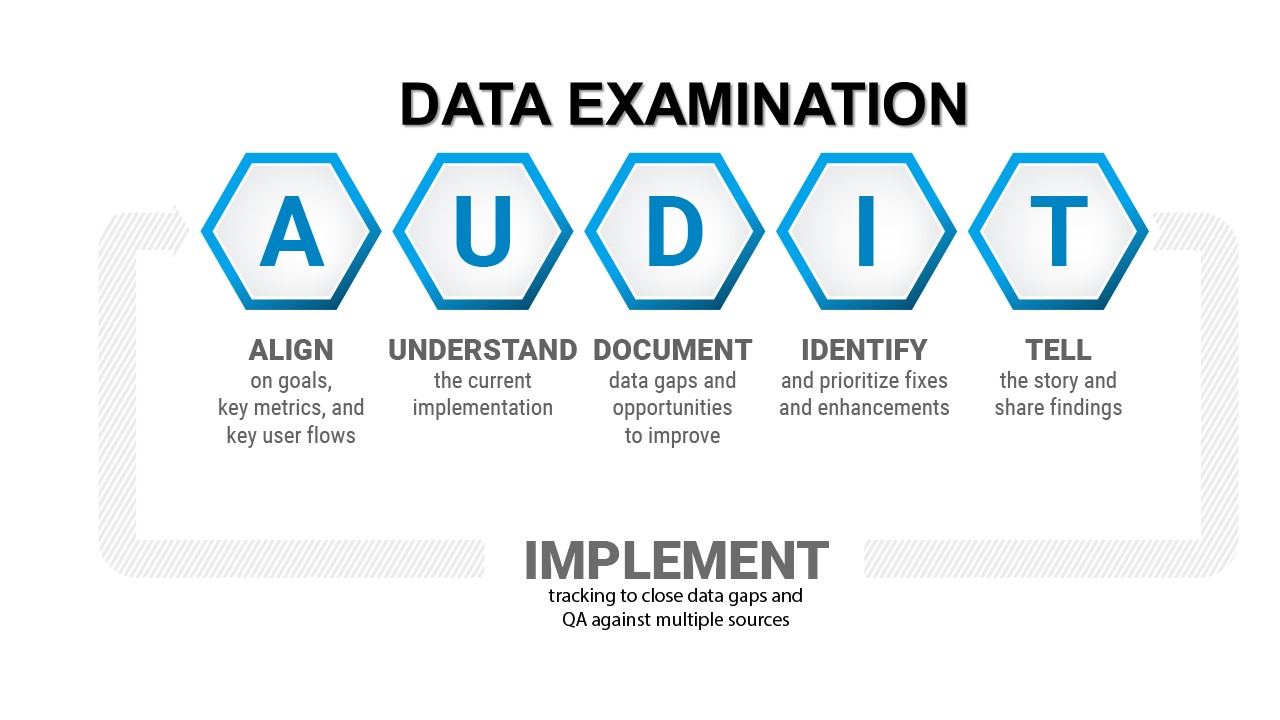 DATA EXAMINATION
A U D I T
ALIGN
on goals,
key metrics, and
key user flows
UNDERSTAND
the current
implementation
DOCUMENT
data gaps and
opportunities
to improve
IDENTIFY
and prioritize fixes
and enhancements
TELL
the story and
share findings
IMPLEMENT
tracking to close data gaps and
QA against multiple sources